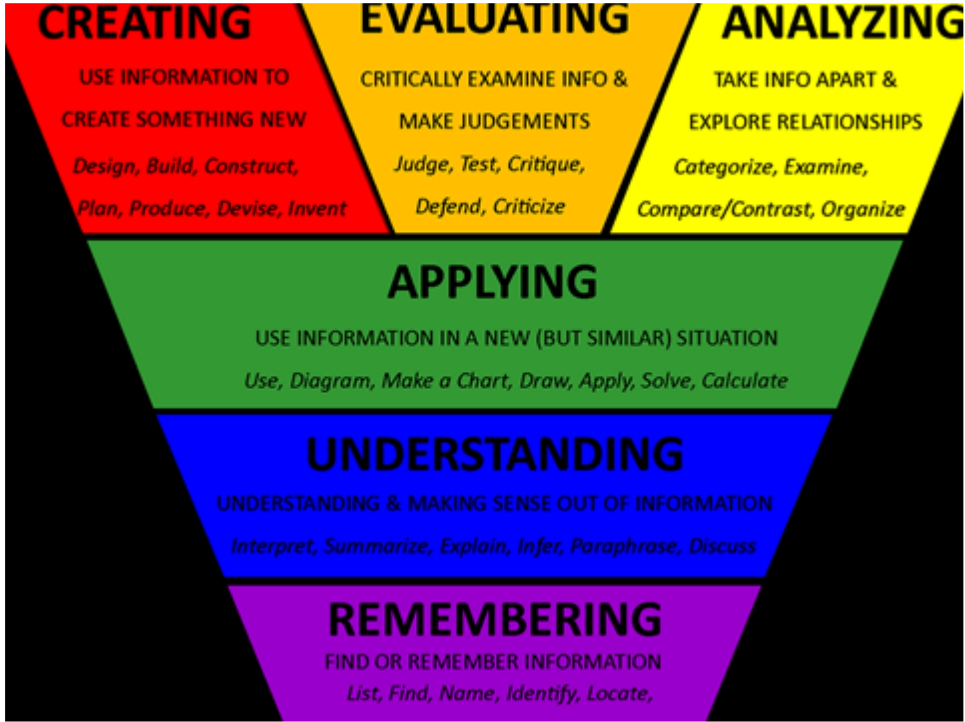 CREATING
USE INFORMATION TO
CREATE SOMETHING NEW
Design, Build, Construct,
Plan, Produce, Devise, Invent
EVALUATING
CRITICALLY EXAMINE INFO &
MAKE JUDGEMENTS
Judge, Test, Critique,
Defend, Criticize
ANALYZING
TAKE INFO APART &
EXPLORE RELATIONSHIPS
Categorize, Examine,
Compare/Contrast, Organize
APPLYING
USE INFORMATION IN A NEW (BUT SIMILAR) SITUATION
Use, Diagram, Make a Chart, Draw, Apply, Solve, Calculate
UNDERSTANDING
UNDERSTANDING & MAKING SENSE OUT OF INFORMATION
Interpret, Summarize, Explain, Infer, Paraphrase, Discuss
REMEMBERING
FIND OR REMEMBER INFORMATION
List, Find, Name, Identify, Locate,